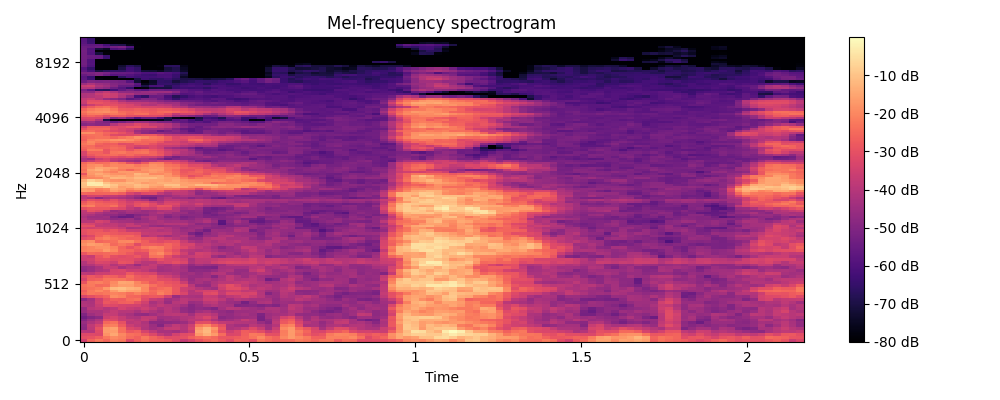 Mel-frequency spectrogram
Hz
8192
4096
2048
1024
512
0
0
0.5
1
1.5
2
Time
-10 dB
-20 dB
-30 dB
-40 dB
-50 dB
-60 dB
-70 dB
-80 dB